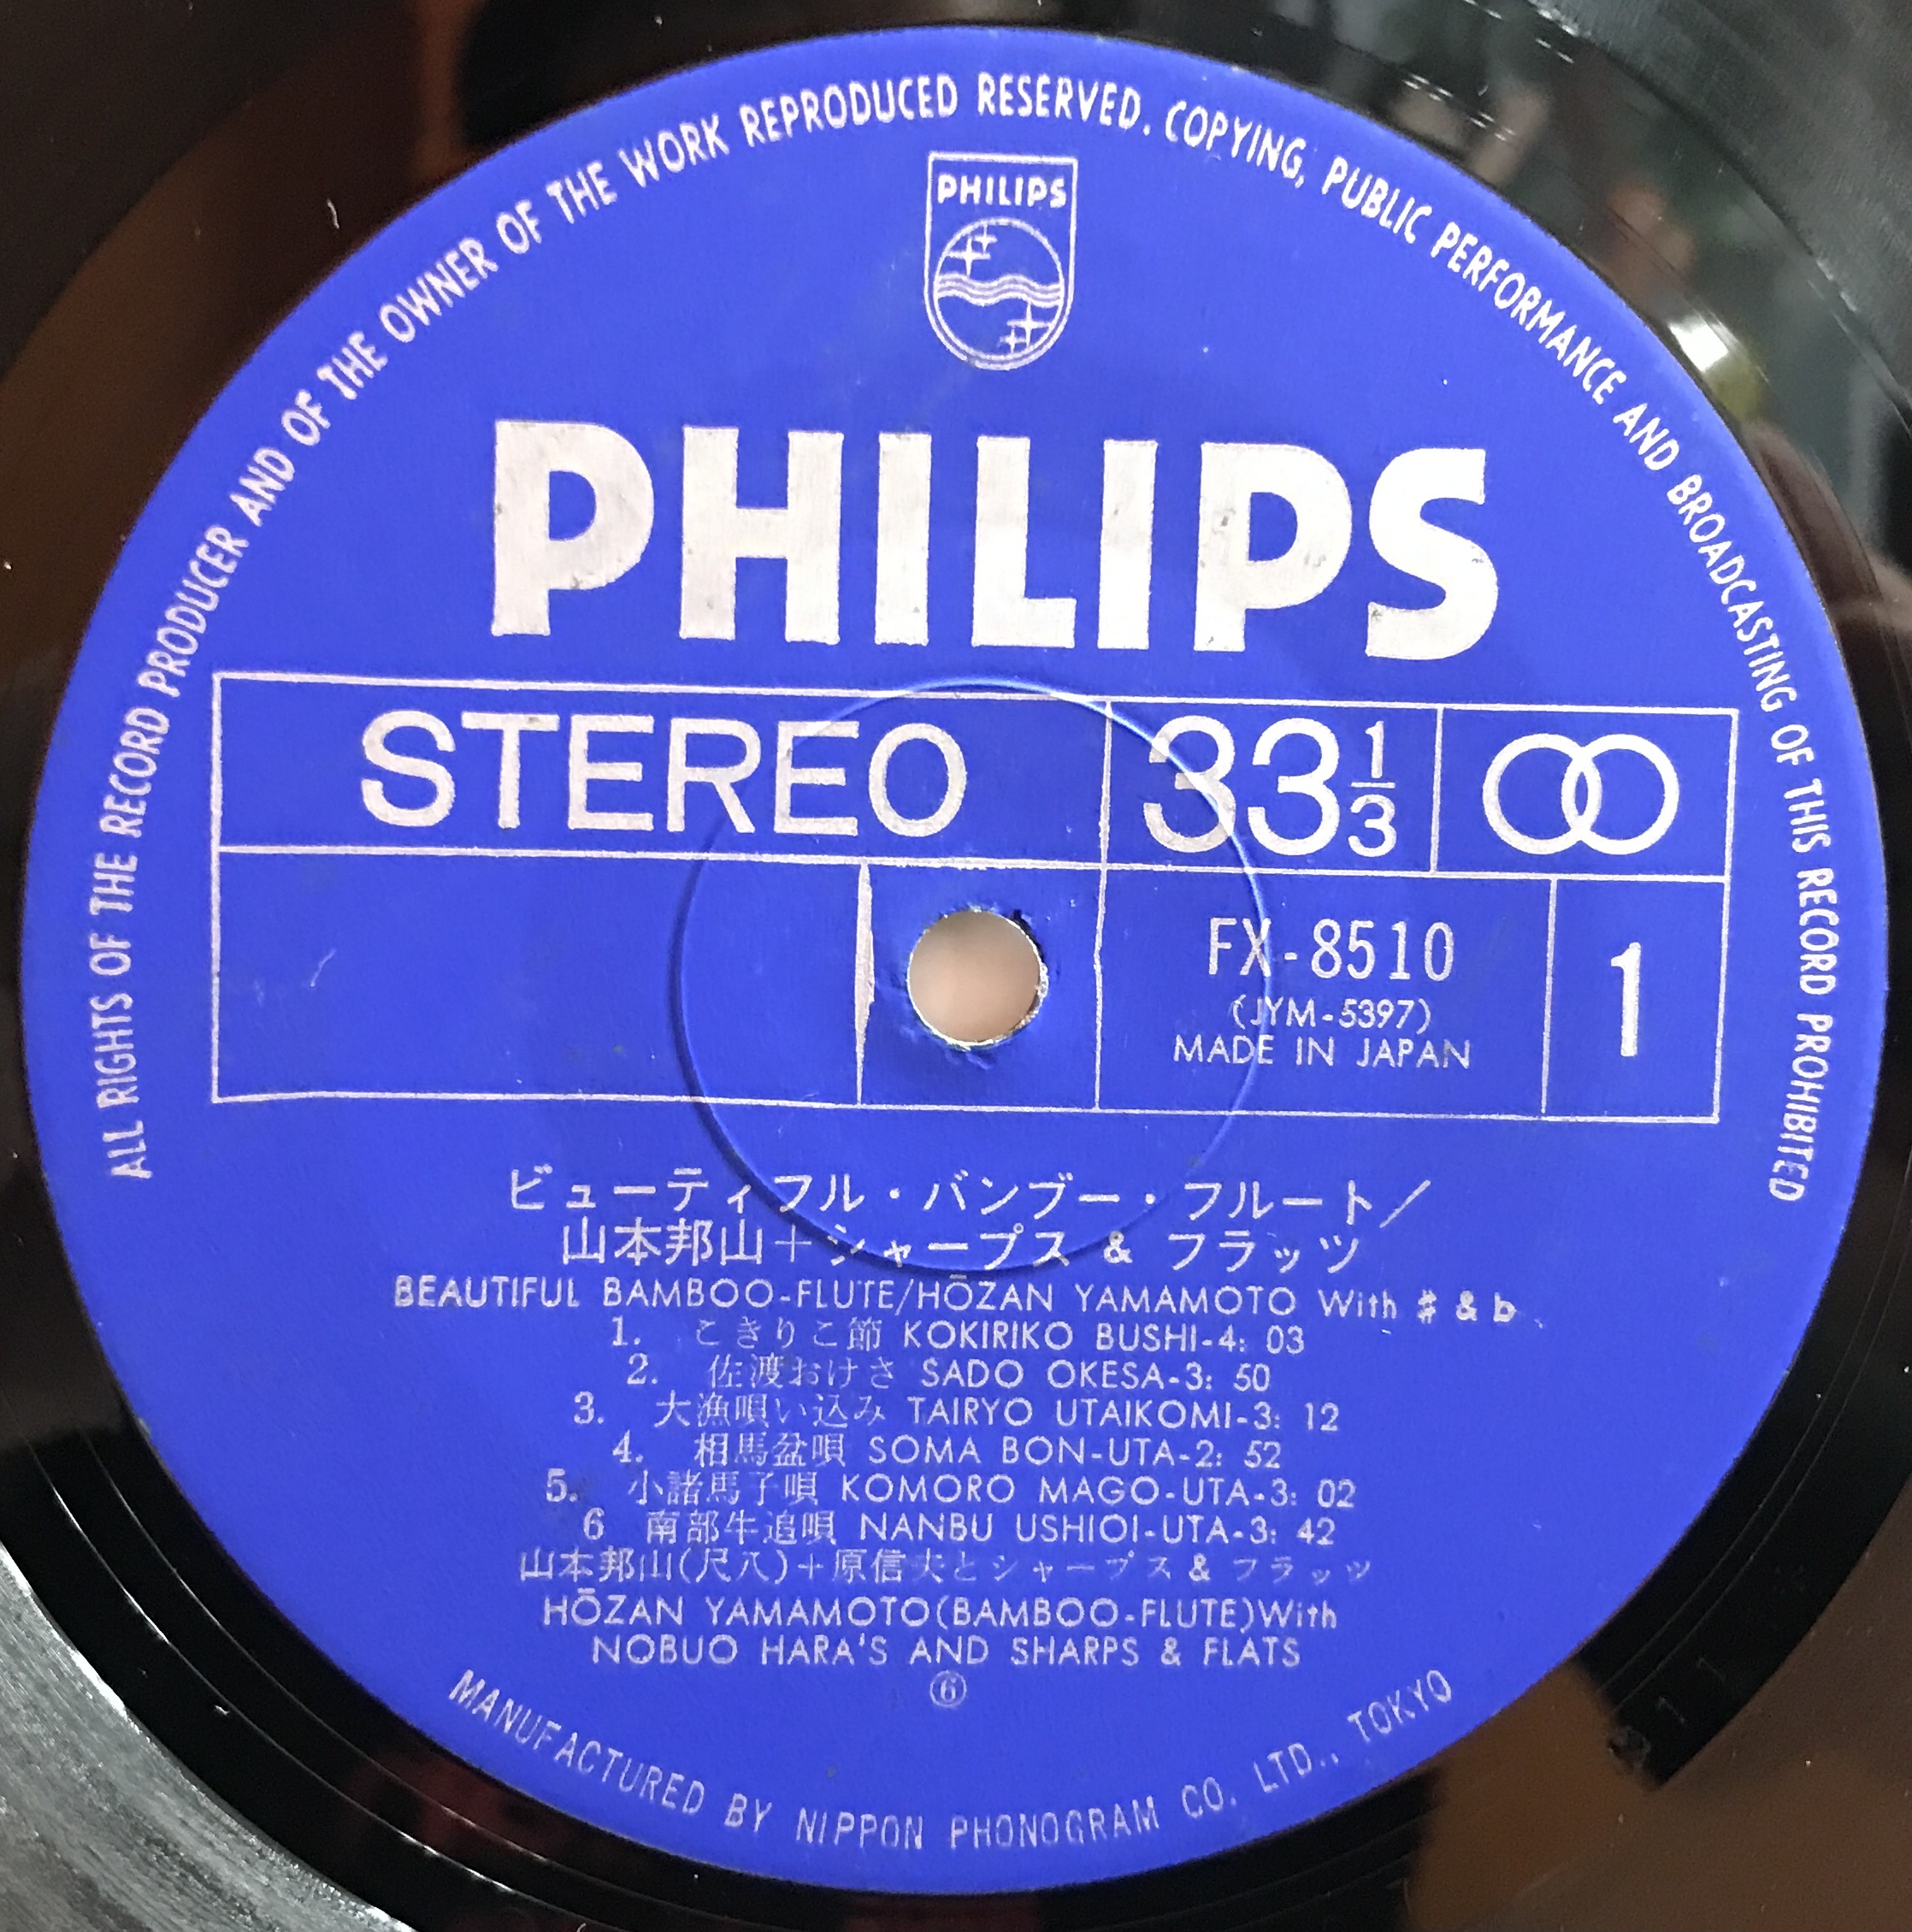 ALL RIGHTS OF THE RECORD PRODUCER AND OF THE OWNER OF THE WORK REPRODUCED RESERVED. COPYING, PUBLIC PERFORMANCE AND BROADCASTING OF THIS RECORD PROHIBITED
PHILIPS
PHILIPS
STEREO
33 1/3
FX-8510
(JYM-5397)
MADE IN JAPAN
1
ビューティフル・バンブー・フルート／
山本邦山＋シャープス & フラッツ
BEAUTIFUL BAMBOO-FLUTE/HŌZAN YAMAMOTO With ♯ & b
1. こきりこ節 KOKIRIKO BUSHI-4: 03
2. 佐渡おけさ SADO OKESA-3: 50
3. 大漁唄い込み TAIRYO UTAIKOMI-3: 12
4. 相馬盆唄 SOMA BON-UTA-2: 52
5. 小諸馬子唄 KOMORO MAGO-UTA-3: 02
6 南部牛追唄 NANBU USHIOI-UTA-3: 42
山本邦山(尺八)＋原信夫とシャープス & フラッツ
HŌZAN YAMAMOTO(BAMBOO-FLUTE)With
NOBUO HARA'S AND SHARPS & FLATS
⑥
MANUFACTURED BY NIPPON PHONOGRAM CO. LTD., TOKYO